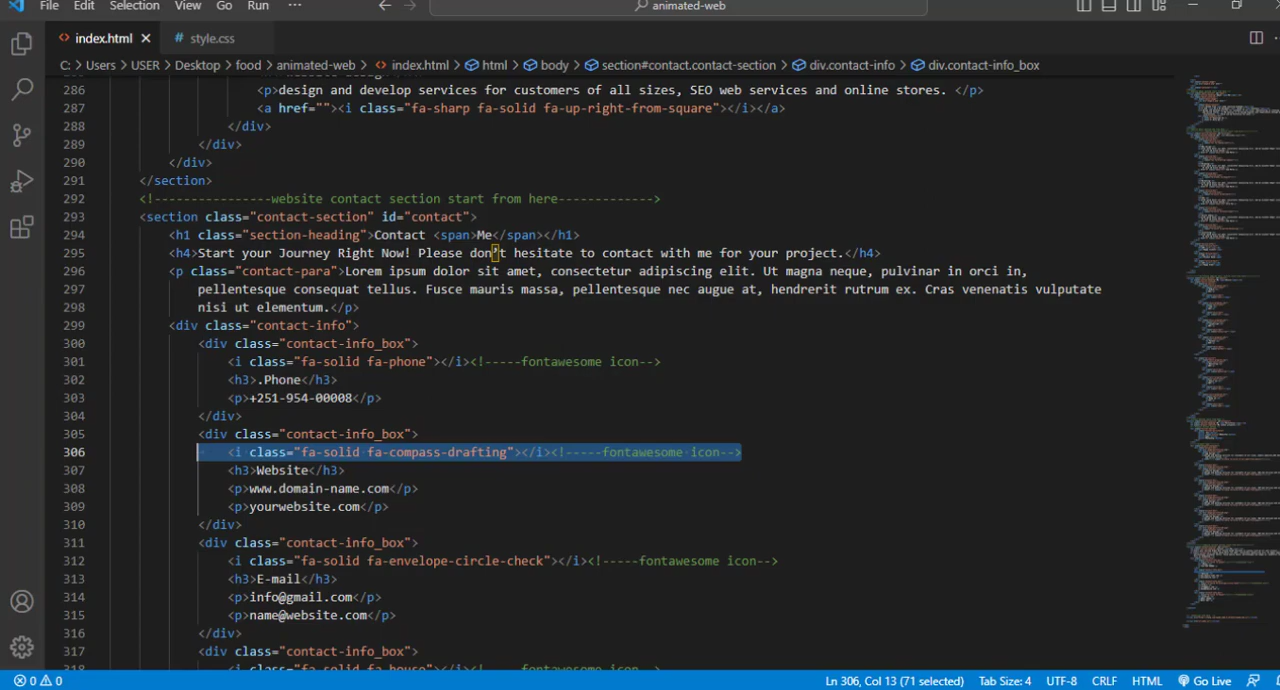 File Edit Selection View Go Run ··· animated-web
index.html # style.css
C: > Users > USER > Desktop > food > animated-web > index.html > html > body > section#contact.contact-section > div.contact-info > div.contact-info_box
286 <p>design and develop services for customers of all sizes, SEO web services and online stores. </p>
287 <a href=""><i class="fa-sharp fa-solid fa-up-right-from-square"></i></a>
288 </div>
289 </div>
290 </div>
291 </section>
292 <!----------------website contact section start from here------------->
293 <section class="contact-section" id="contact">
294 <h1 class="section-heading">Contact <span>Me</span></h1>
295 <h4>Start your Journey Right Now! Please don’t hesitate to contact with me for your project.</h4>
296 <p class="contact-para">Lorem ipsum dolor sit amet, consectetur adipiscing elit. Ut magna neque, pulvinar in orci in,
297 pellentesque consequat tellus. Fusce mauris massa, pellentesque nec augue at, hendrerit rutrum ex. Cras venenatis vulputate
298 nisi ut elementum.</p>
299 <div class="contact-info">
300 <div class="contact-info_box">
301 <i class="fa-solid fa-phone"></i><!-----fontawesome icon-->
302 <h3>.Phone</h3>
303 <p>+251-954-00008</p>
304 </div>
305 <div class="contact-info_box">
306 <i class="fa-solid fa-compass-drafting"></i><!-----fontawesome icon-->
307 <h3>Website</h3>
308 <p>www.domain-name.com</p>
309 <p>yourwebsite.com</p>
310 </div>
311 <div class="contact-info_box">
312 <i class="fa-solid fa-envelope-circle-check"></i><!-----fontawesome icon-->
313 <h3>E-mail</h3>
314 <p>info@gmail.com</p>
315 <p>name@website.com</p>
316 </div>
317 <div class="contact-info_box">
318 <i class="fa-solid fa-house"></i><!-----fontawesome icon-->
0 0 Ln 306, Col 13 (71 selected) Tab Size: 4 UTF-8 CRLF HTML Go Live